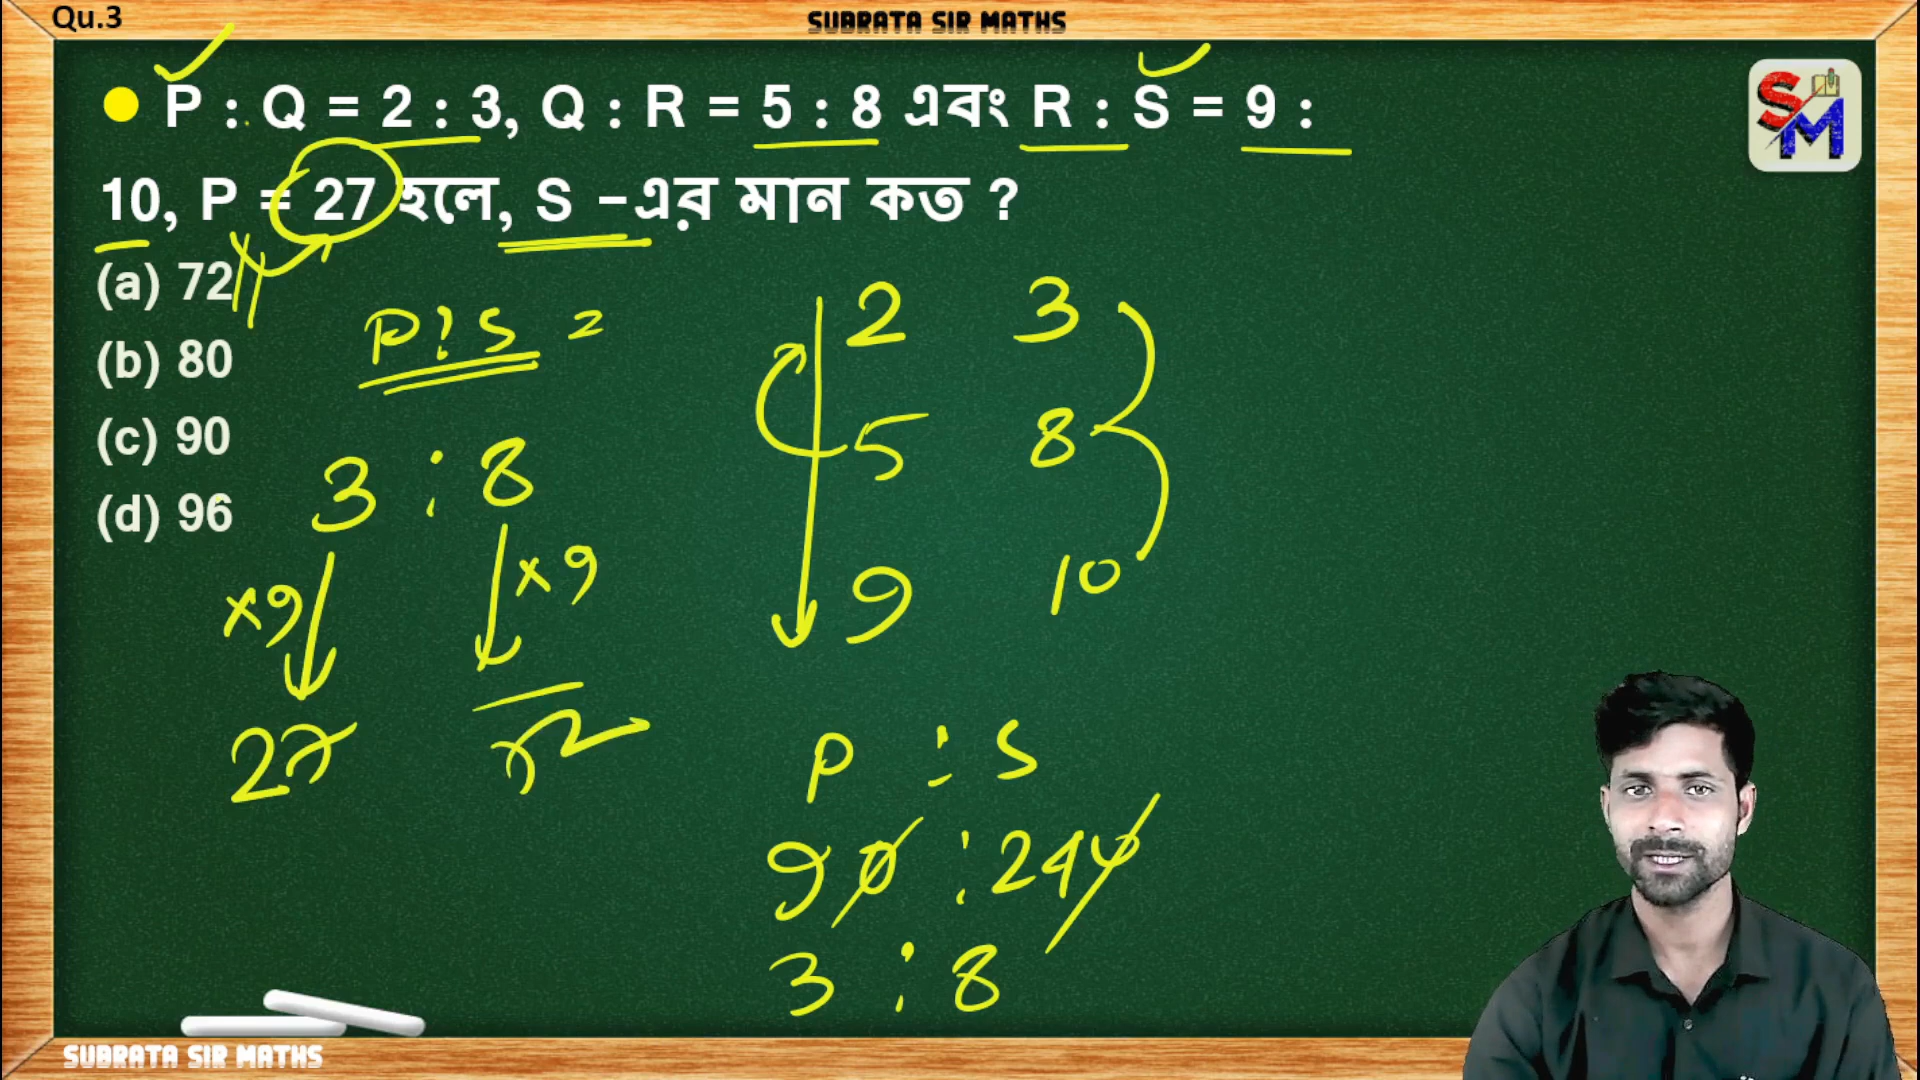 Qu.3
SUBRATA SIR MATHS
P : Q = 2 : 3, Q : R = 5 : 8 এবং R : S = 9 :
10, P = 27 হলে, S -এর মান কত ?
(a) 72
(b) 80
(c) 90
(d) 96
P : S =
3 : 8
×9 ×9
27 72
2 3
5 8
9 10
P : S
90 : 240
3 : 8
SM
SUBRATA SIR MATHS